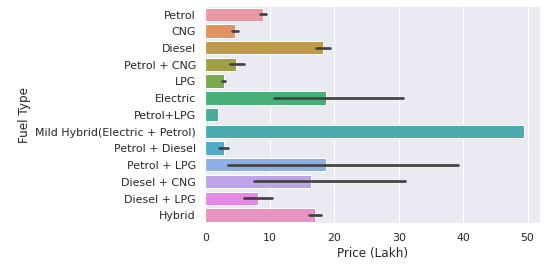 Fuel Type
Petrol
CNG
Diesel
Petrol + CNG
LPG
Electric
Petrol+LPG
Mild Hybrid(Electric + Petrol)
Petrol + Diesel
Petrol + LPG
Diesel + CNG
Diesel + LPG
Hybrid
0 10 20 30 40 50
Price (Lakh)